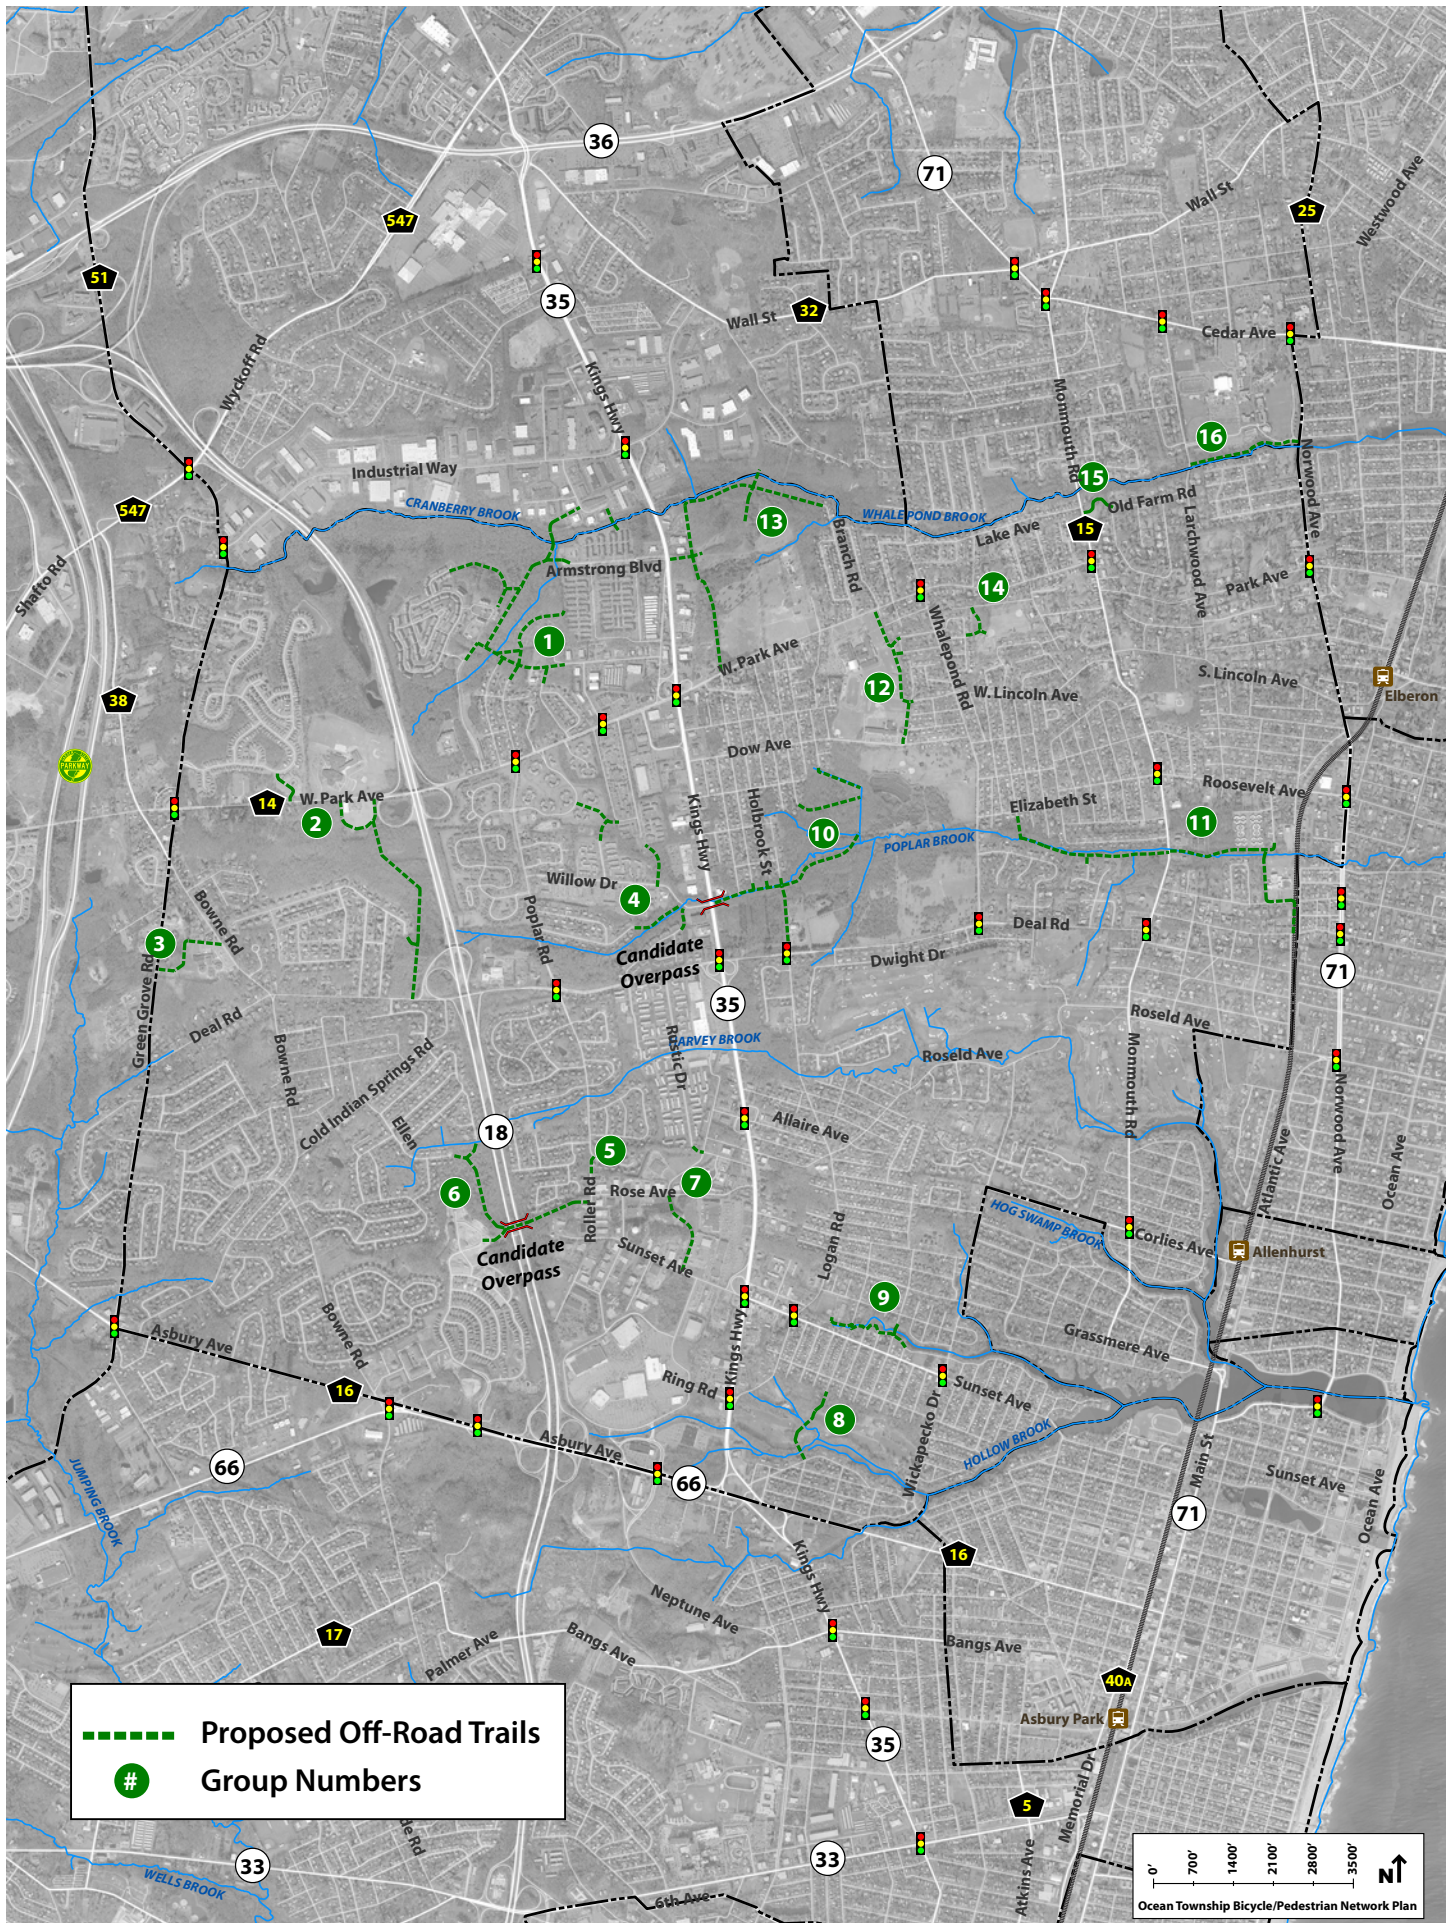 36
71
Wall St
Westwood Ave
547
25
51
35
Wall St
32
Cedar Ave
Wyckoff Rd
Kings Hwy
Monmouth Rd
16
Norwood Ave
Industrial Way
15
547
CRANBERRY BROOK
13
WHALE POND BROOK
Old Farm Rd
Lake Ave
15
Larchwood Ave
Branch Rd
Shafto Rd
Armstrong Blvd
14
Park Ave
1
Whalepond Rd
W. Park Ave
12
W. Lincoln Ave
S. Lincoln Ave
Elberon
38
PARKWAY
Dow Ave
14
W. Park Ave
2
Kings Hwy
Holbrook St
10
Elizabeth St
Roosevelt Ave
11
POPLAR BROOK
Willow Dr
4
Bowne Rd
Poplar Rd
3
Candidate
Overpass
Deal Rd
Dwight Dr
71
Green Grove Rd
35
Deal Rd
Roseld Ave
Bowne Rd
Cold Indian Springs Rd
Rustic Dr
HARVEY BROOK
Roseld Ave
Monmouth Rd
Norwood Ave
Ellen
18
Allaire Ave
Atlantic Ave
Ocean Ave
5
6
Rose Ave
7
Roller Rd
Candidate
Overpass
Sunset Ave
Logan Rd
HOG SWAMP BROOK
Corlies Ave
Allenhurst
9
Bowne Rd
Asbury Ave
Kings Hwy
Grassmere Ave
16
Ring Rd
Sunset Ave
8
Wickapecko Dr
Asbury Ave
HOLLOW BROOK
66
66
Main St
Sunset Ave
JUMPING BROOK
71
Ocean Ave
16
Kings Hwy
Neptune Ave
17
Palmer Ave
Bangs Ave
Bangs Ave
40A
Asbury Park
35
Proposed Off-Road Trails
# Group Numbers
Memorial Dr
5
de Rd
33
33
WELLS BROOK
6th Ave
Atkins Ave
0' 700' 1400' 2100' 2800' 3500'
N
Ocean Township Bicycle/Pedestrian Network Plan